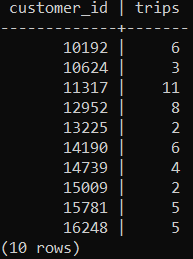 customer_id | trips
-------------+-------
10192 | 6
10624 | 3
11317 | 11
12952 | 8
13225 | 2
14190 | 6
14739 | 4
15009 | 2
15781 | 5
16248 | 5
(10 rows)